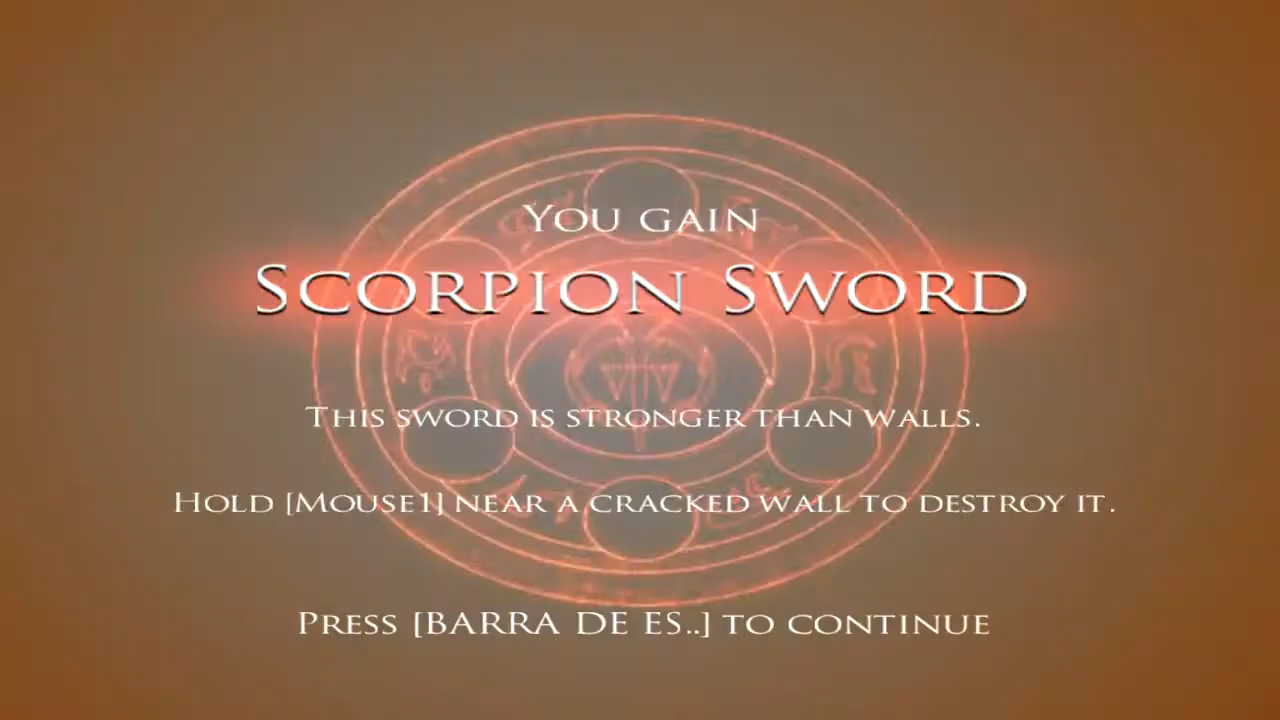 You gain
Scorpion Sword
This sword is stronger than walls.
Hold [Mouse1] near a cracked wall to destroy it.
Press [BARRA DE ES..] to continue